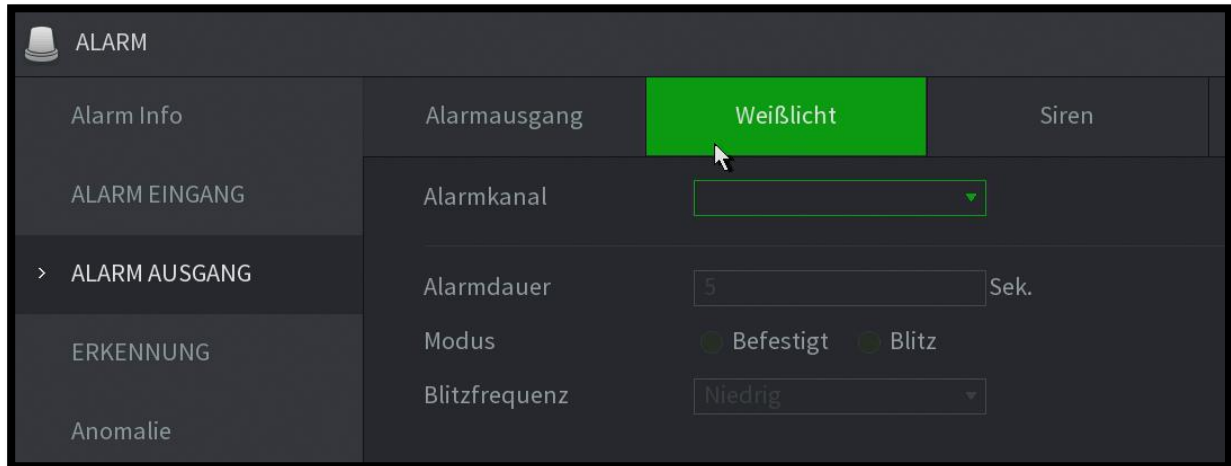 ALARM
Alarm Info
ALARM EINGANG
> ALARM AUSGANG
ERKENNUNG
Anomalie
Alarmausgang Weißlicht Siren
Alarmkanal
Alarmdauer 5 Sek.
Modus Befestigt Blitz
Blitzfrequenz Niedrig